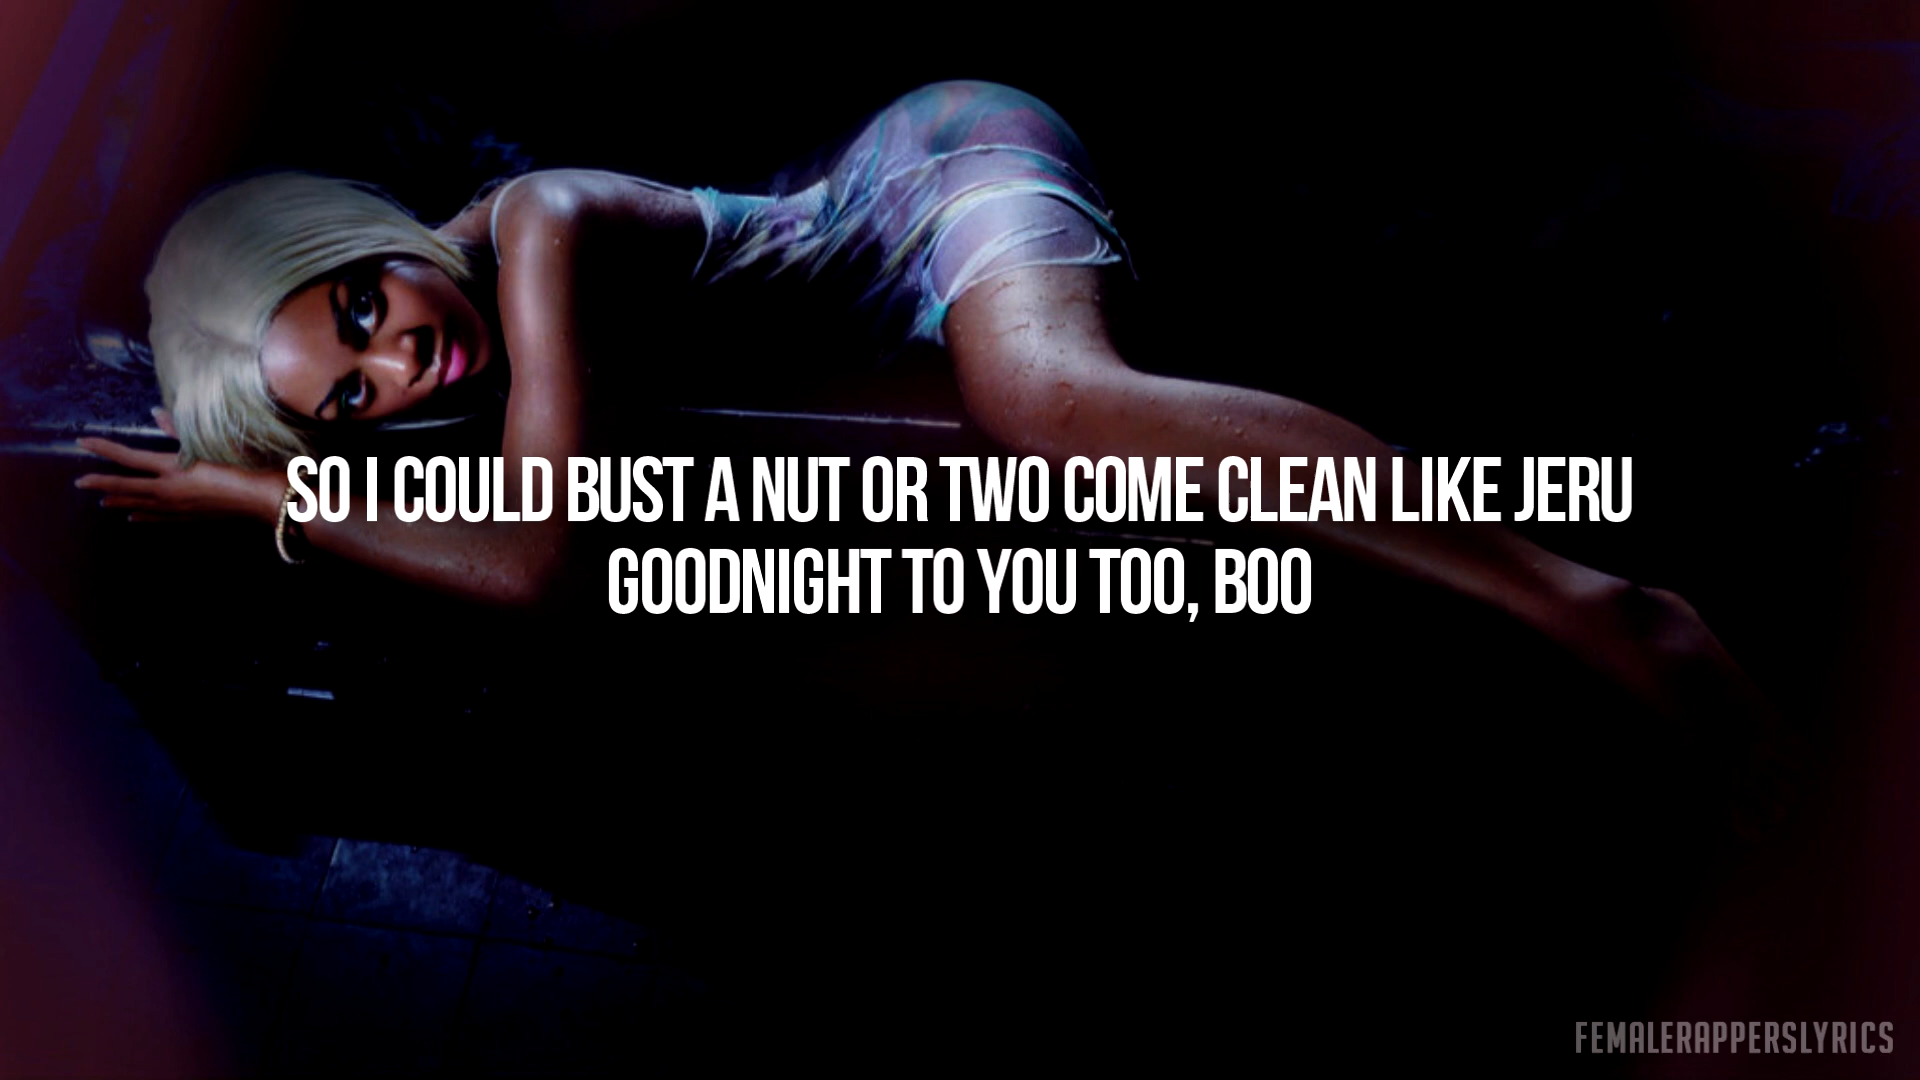 SO I COULD BUST A NUT OR TWO COME CLEAN LIKE JERU
GOODNIGHT TO YOU TOO, BOO
FEMALERAPPERSLYRICS